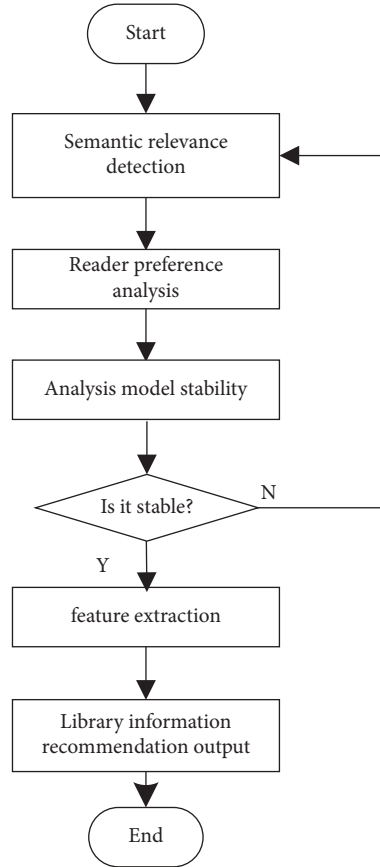 Start
Semantic relevance
detection
Reader preference
analysis
Analysis model stability
Is it stable?
N
Y
feature extraction
Library information
recommendation output
End